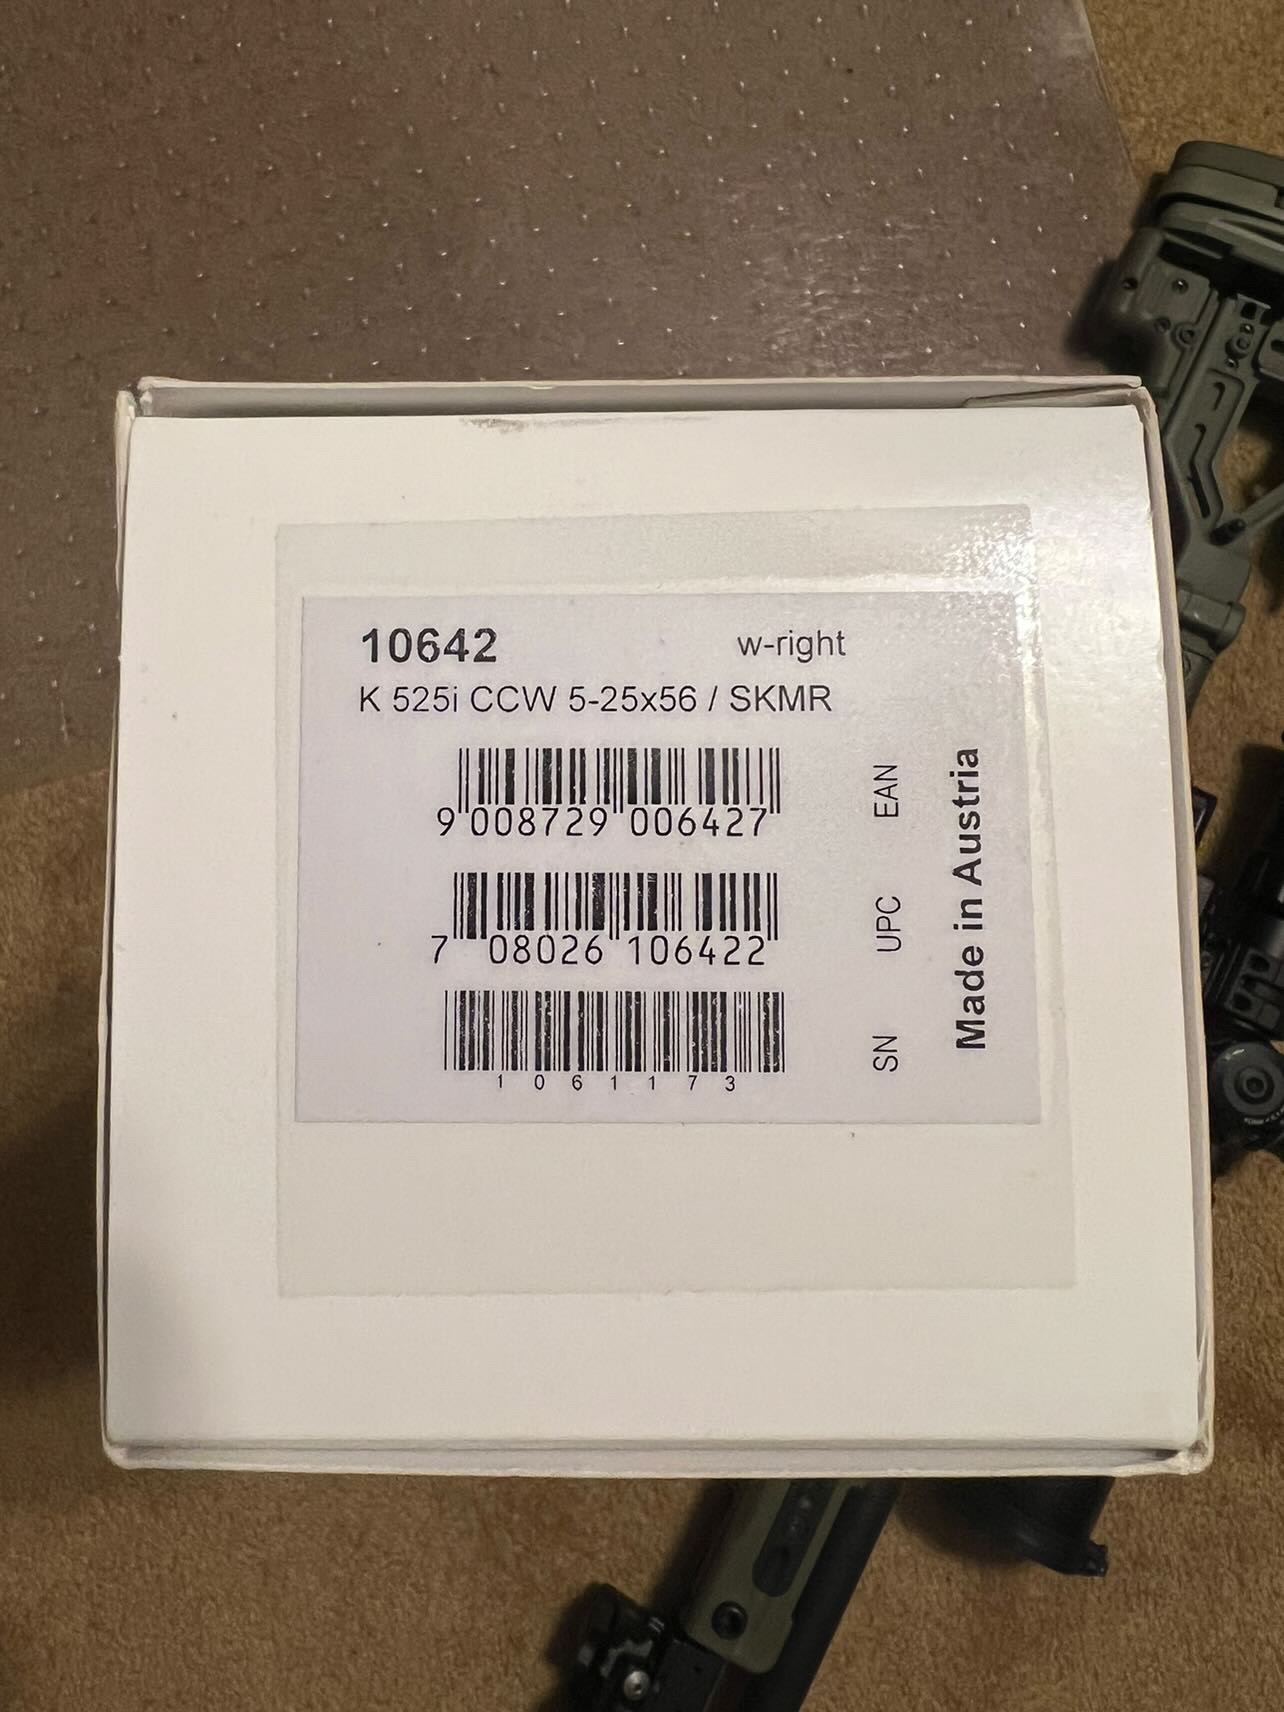 10642 w-right
K 525i CCW 5-25x56 / SKMR
9 008729 006427 EAN
7 08026 106422 UPC
1061173 SN
Made in Austria